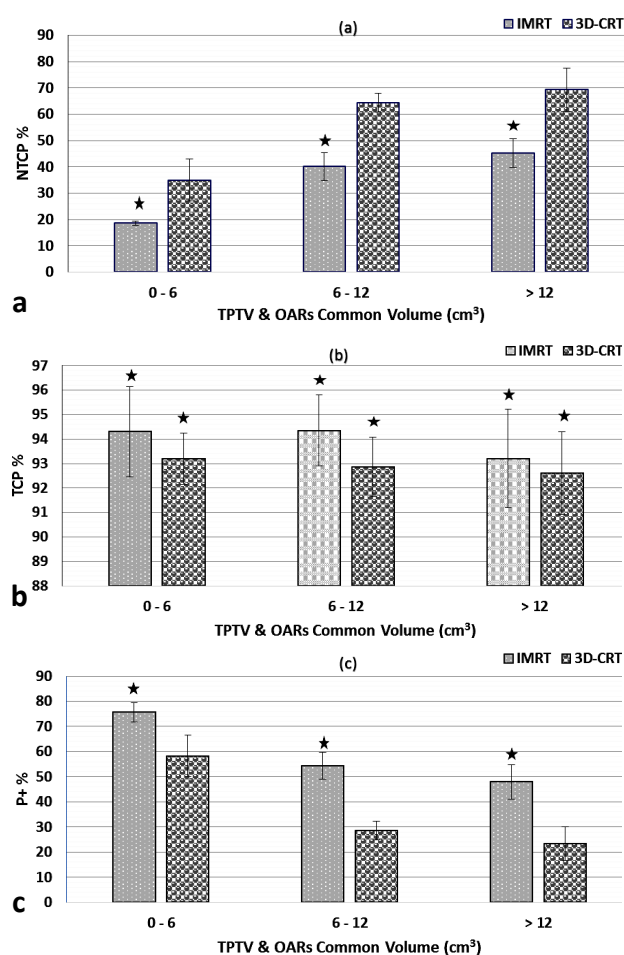 (a)
IMRT 3D-CRT
90
80
70
60
50
40
30
20
10
0
NTCP %
0 - 6 6 - 12 > 12
TPTV & OARs Common Volume (cm³)
a
(b)
IMRT 3D-CRT
97
96
95
94
93
92
91
90
89
88
TCP %
0 - 6 6 - 12 > 12
TPTV & OARs Common Volume (cm³)
b
(c)
IMRT 3D-CRT
90
80
70
60
50
40
30
20
10
0
P+ %
0 - 6 6 - 12 > 12
TPTV & OARs Common Volume (cm³)
c